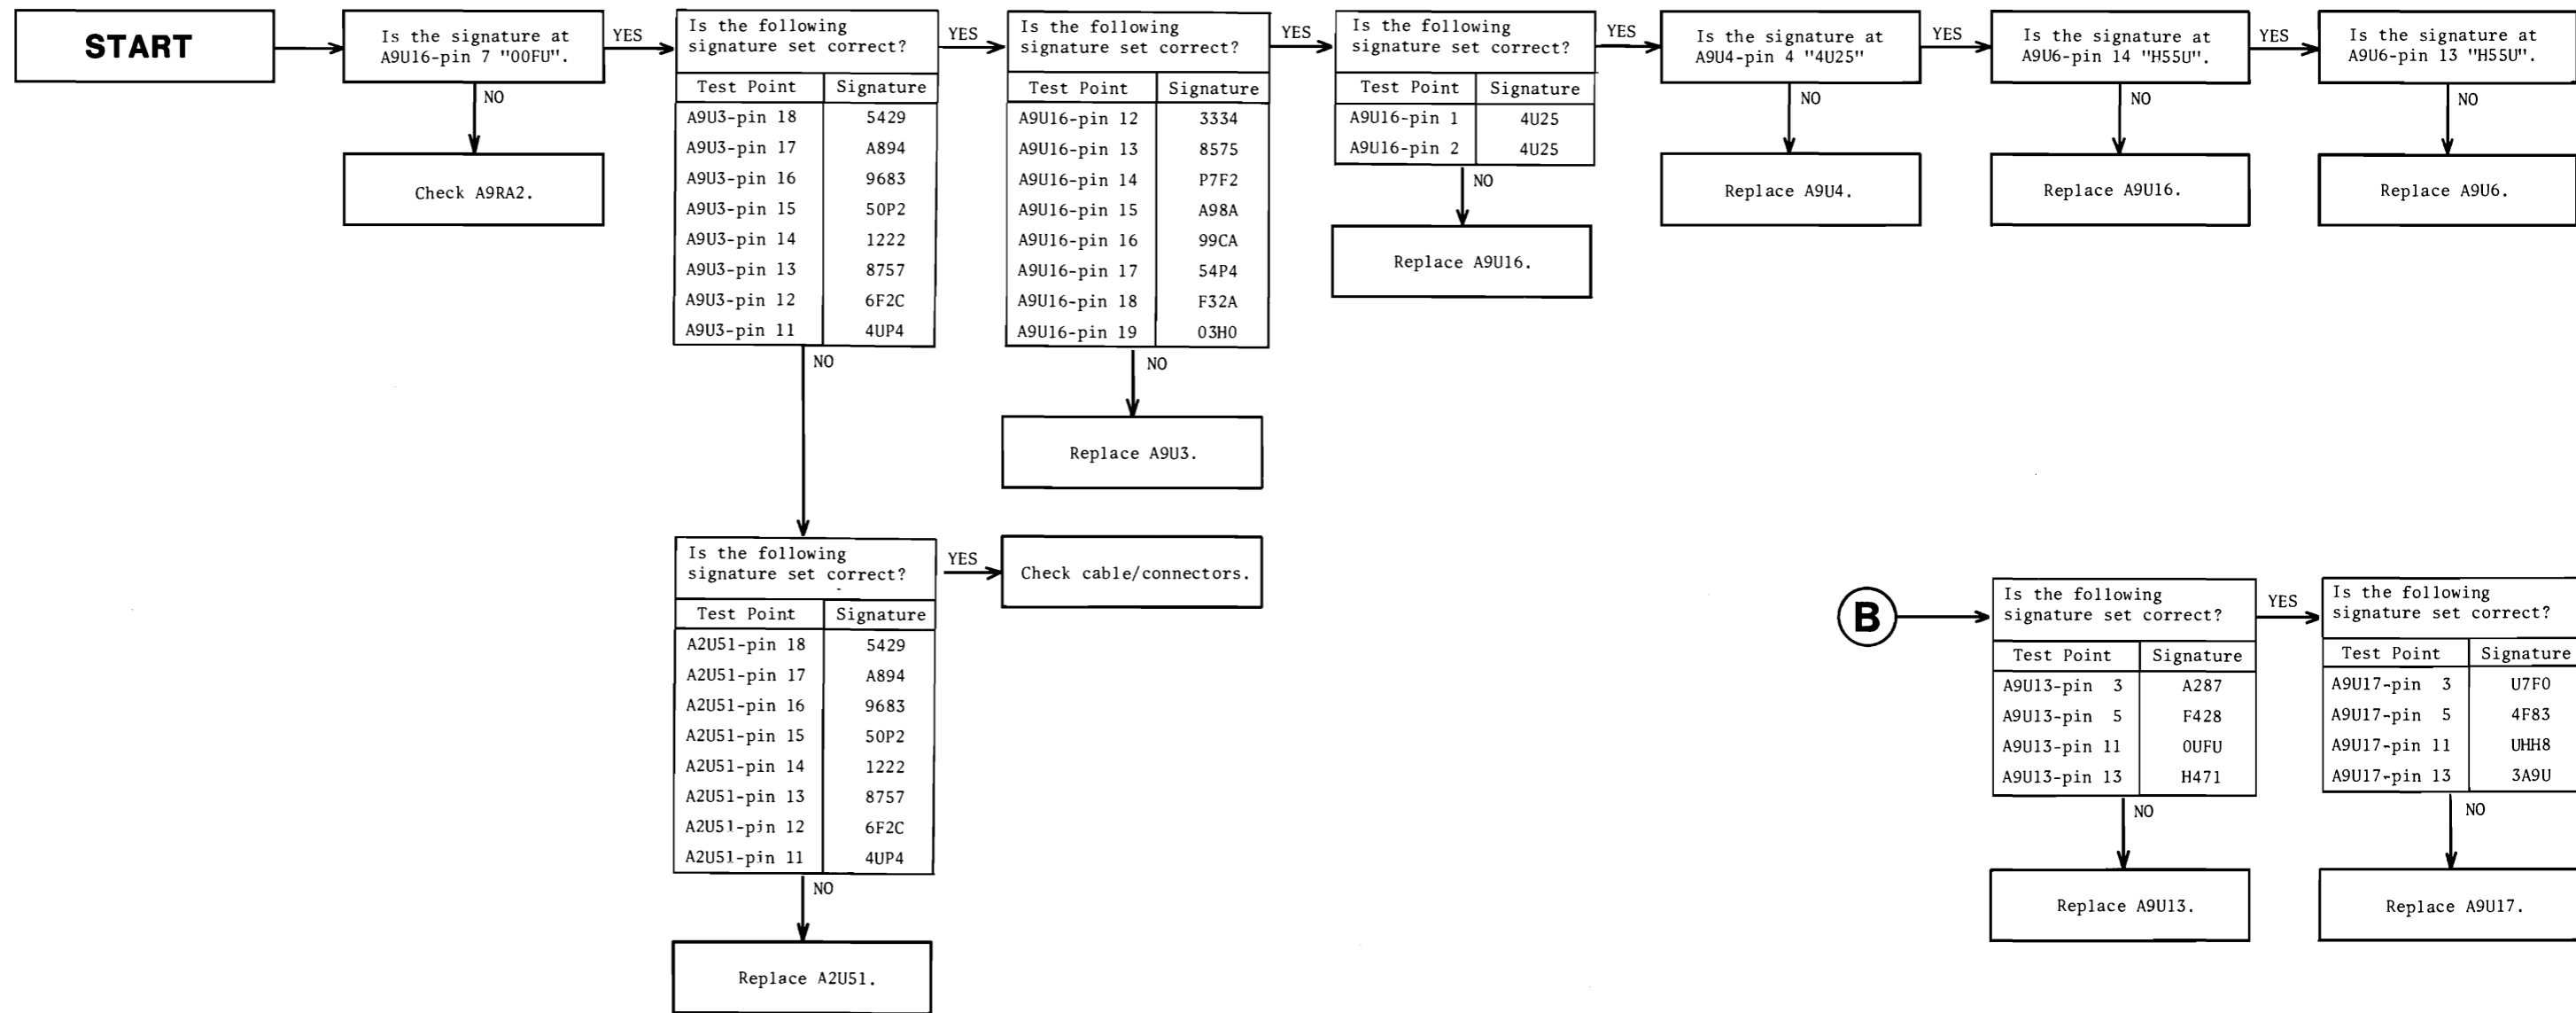 START
Is the signature at
A9U16-pin 7 "00FU".
YES
NO
Check A9RA2.
Is the following
signature set correct?
Test Point Signature
A9U3-pin 18 5429
A9U3-pin 17 A894
A9U3-pin 16 9683
A9U3-pin 15 50P2
A9U3-pin 14 1222
A9U3-pin 13 8757
A9U3-pin 12 6F2C
A9U3-pin 11 4UP4
YES
NO
Is the following
signature set correct?
Test Point Signature
A9U16-pin 12 3334
A9U16-pin 13 8575
A9U16-pin 14 P7F2
A9U16-pin 15 A98A
A9U16-pin 16 99CA
A9U16-pin 17 54P4
A9U16-pin 18 F32A
A9U16-pin 19 03H0
YES
NO
Replace A9U3.
Is the following
signature set correct?
Test Point Signature
A9U16-pin 1 4U25
A9U16-pin 2 4U25
YES
NO
Replace A9U16.
Is the signature at
A9U4-pin 4 "4U25"
YES
NO
Replace A9U4.
Is the signature at
A9U6-pin 14 "H55U".
YES
NO
Replace A9U16.
Is the signature at
A9U6-pin 13 "H55U".
NO
Replace A9U6.
Is the following
signature set correct?
Test Point Signature
A2U51-pin 18 5429
A2U51-pin 17 A894
A2U51-pin 16 9683
A2U51-pin 15 50P2
A2U51-pin 14 1222
A2U51-pin 13 8757
A2U51-pin 12 6F2C
A2U51-pin 11 4UP4
YES
Check cable/connectors.
NO
Replace A2U51.
B
Is the following
signature set correct?
Test Point Signature
A9U13-pin 3 A287
A9U13-pin 5 F428
A9U13-pin 11 0UFU
A9U13-pin 13 H471
YES
NO
Replace A9U13.
Is the following
signature set correct?
Test Point Signature
A9U17-pin 3 U7F0
A9U17-pin 5 4F83
A9U17-pin 11 UHH8
A9U17-pin 13 3A9U
NO
Replace A9U17.